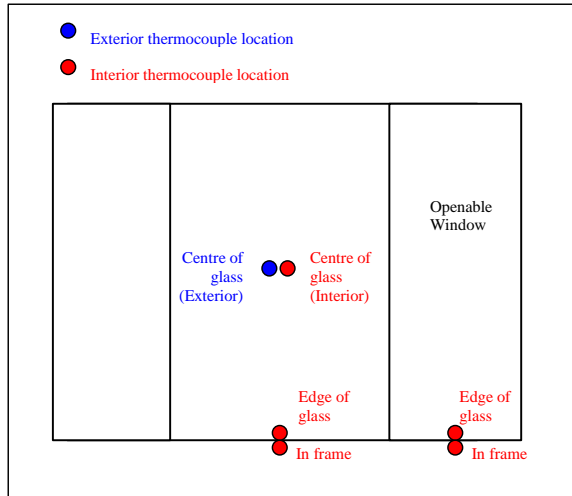 Exterior thermocouple location
Interior thermocouple location
Openable
Window
Centre of
glass
(Exterior)
Centre of
glass
(Interior)
Edge of
glass
In frame
Edge of
glass
In frame